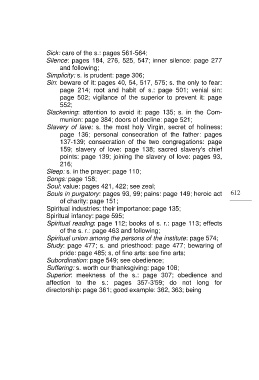 Sick: care of the s.: pages 561-564;
Silence: pages 184, 276, 525, 547; inner silence: page 277
and following;
Simplicity: s. is prudent: page 306;
Sin: beware of it: pages 40, 54, 517, 575; s. the only to fear:
page 214; root and habit of s.: page 501; venial sin:
page 502; vigilance of the superior to prevent it: page
552;
Slackening: attention to avoid it: page 135; s. in the Com-
munion: page 384; doors of decline: page 521;
Slavery of love: s. the most holy Virgin, secret of holiness:
page 136; personal consecration of the father: pages
137-139; consecration of the two congregations: page
159; slavery of love: page 138; sacred slavery's chief
points: page 139; joining the slavery of love: pages 93,
216;
Sleep: s. in the prayer: page 110;
Songs: page 158;
Soul: value: pages 421, 422; see zeal;
Souls in purgatory: pages 93, 99; pains: page 149; heroic act
of charity: page 151;
612
Spiritual industries: their importance: page 135;
Spiritual infancy: page 595;
Spiritual reading: page 112; books of s. r.: page 113; effects
of the s. r.: page 463 and following;
Spiritual union among the persons of the institute: page 574;
Study: page 477; s. and priesthood: page 477; bewaring of
pride: page 485; s. of fine arts: see fine arts;
Subordination: page 549; see obedience;
Suffering: s. worth our thanksgiving: page 108;
Superior: meekness of the s.: page 307; obedience and
affection to the s.: pages 357-3'59; do not long for
directorship: page 361; good example: 362, 363; being